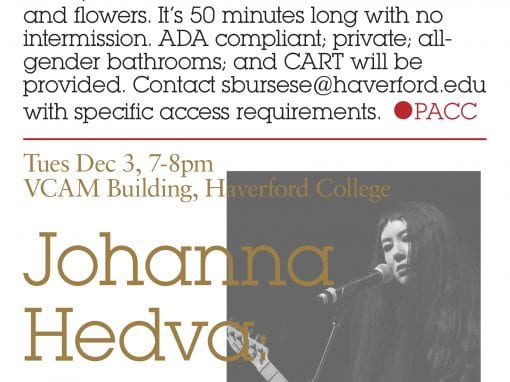 and flowers. It’s 50 minutes long with no
intermission. ADA compliant; private; all-
gender bathrooms; and CART will be
provided. Contact sbursese@haverford.edu
with specific access requirements. ●PACC
Tues Dec 3, 7-8pm
VCAM Building, Haverford College
Johanna
Hedva;